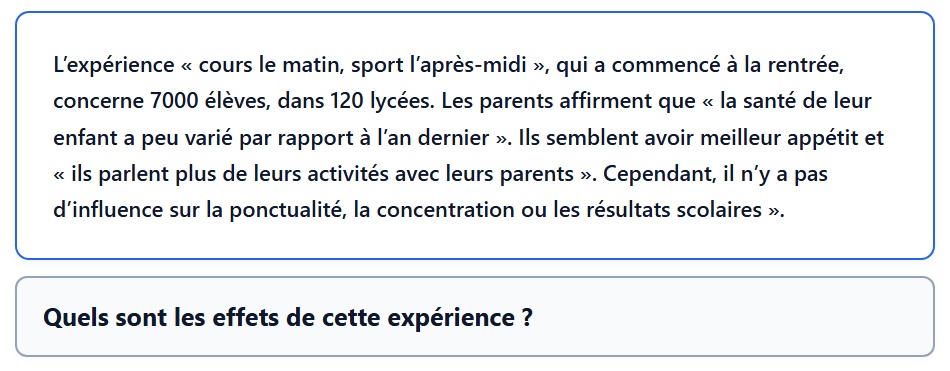 L’expérience « cours le matin, sport l’après-midi », qui a commencé à la rentrée,
concerne 7000 élèves, dans 120 lycées. Les parents affirment que « la santé de leur
enfant a peu varié par rapport à l’an dernier ». Ils semblent avoir meilleur appétit et
« ils parlent plus de leurs activités avec leurs parents ». Cependant, il n’y a pas
d’influence sur la ponctualité, la concentration ou les résultats scolaires ».
Quels sont les effets de cette expérience ?